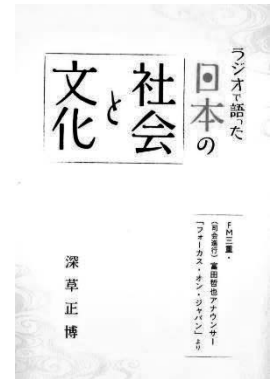 ラジオで語った
日本の
社会
と
文化
FM三重・
(司会進行) 富田哲也アナウンサー
「フォーカス・オン・ジャパン」より
深草正博